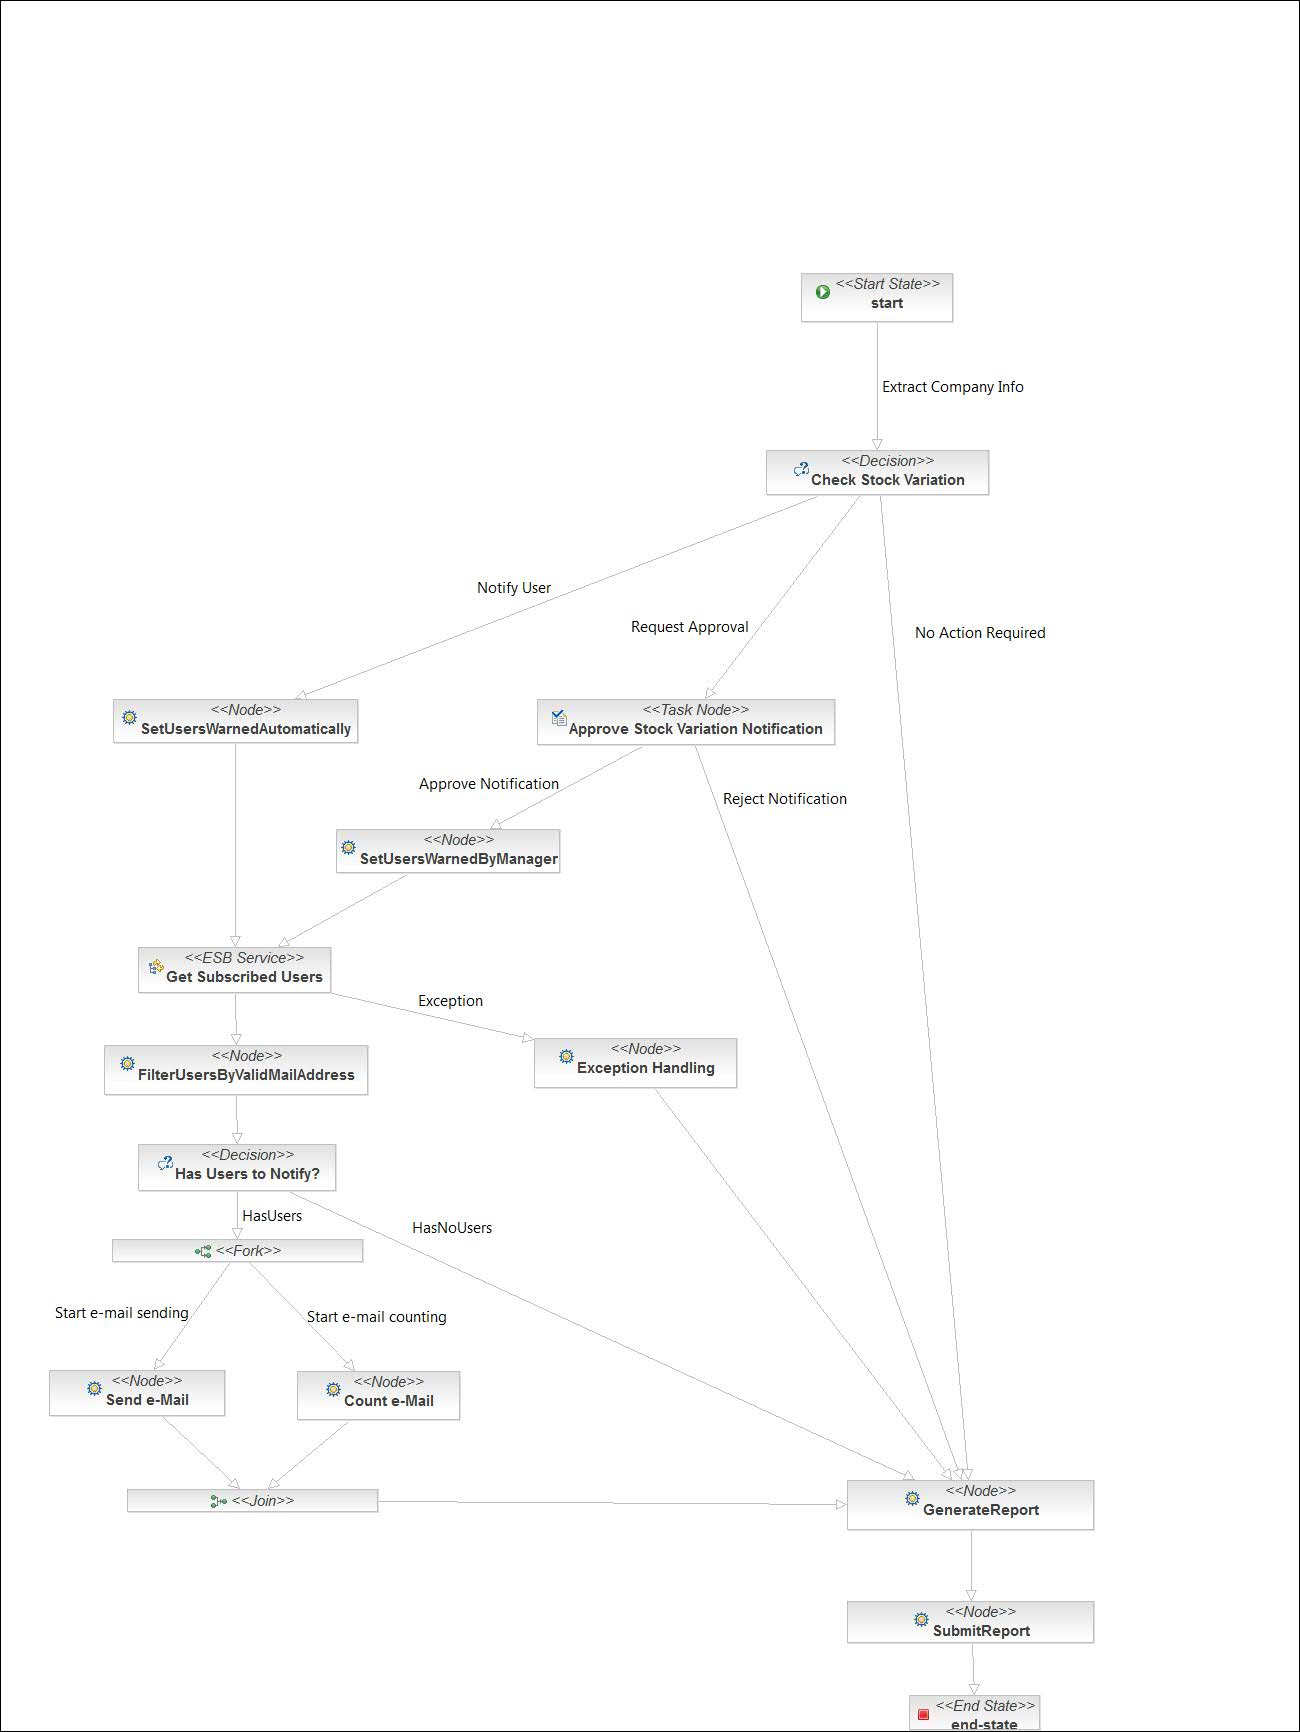 <<Start State>>
start
Extract Company Info
<<Decision>>
Check Stock Variation
Notify User
Request Approval
No Action Required
<<Node>>
SetUsersWarnedAutomatically
<<Task Node>>
Approve Stock Variation Notification
Approve Notification
Reject Notification
<<Node>>
SetUsersWarnedByManager
<<ESB Service>>
Get Subscribed Users
Exception
<<Node>>
Exception Handling
<<Node>>
FilterUsersByValidMailAddress
<<Decision>>
Has Users to Notify?
HasUsers
HasNoUsers
<<Fork>>
Start e-mail sending
Start e-mail counting
<<Node>>
Send e-Mail
<<Node>>
Count e-Mail
<<Join>>
<<Node>>
GenerateReport
<<Node>>
SubmitReport
<<End State>>
end-state